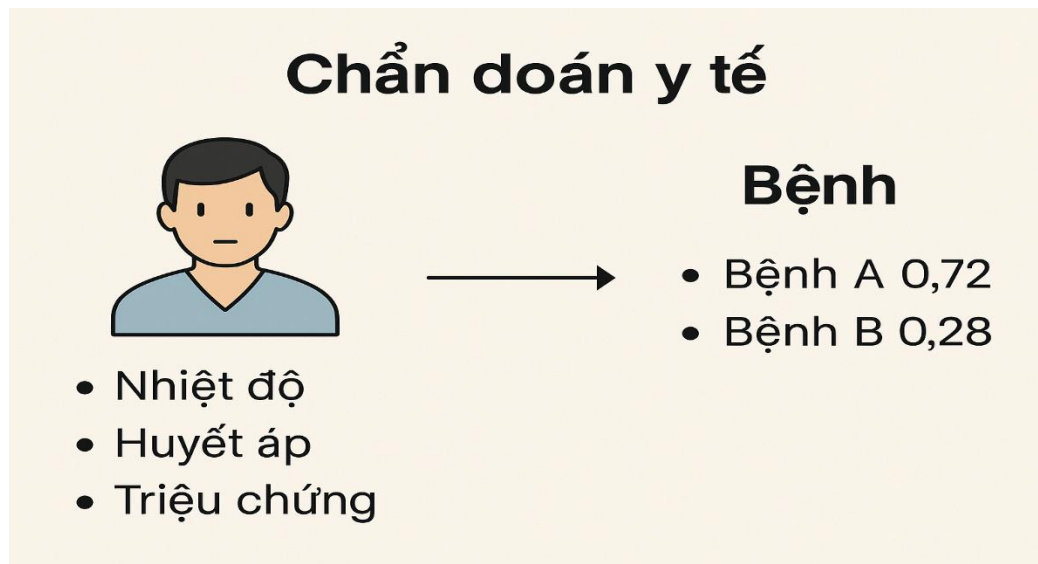 Chẩn doán y tế
• Nhiệt độ
• Huyết áp
• Triệu chứng
Bệnh
• Bệnh A 0,72
• Bệnh B 0,28